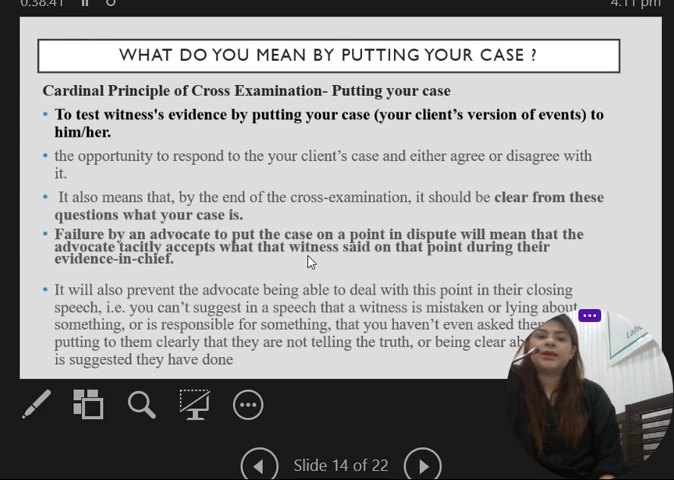 0:38:41
4:11 pm
WHAT DO YOU MEAN BY PUTTING YOUR CASE ?
Cardinal Principle of Cross Examination- Putting your case
• To test witness's evidence by putting your case (your client's version of events) to
him/her.
• the opportunity to respond to the your client's case and either agree or disagree with
it.
• It also means that, by the end of the cross-examination, it should be clear from these
questions what your case is.
• Failure by an advocate to put the case on a point in dispute will mean that the
advocate tacitly accepts what that witness said on that point during their
evidence-in-chief.
• It will also prevent the advocate being able to deal with this point in their closing
speech, i.e. you can't suggest in a speech that a witness is mistaken or lying about
something, or is responsible for something, that you haven't even asked
putting to them clearly that they are not telling the truth, or being clear
is suggested they have done
Slide 14 of 22